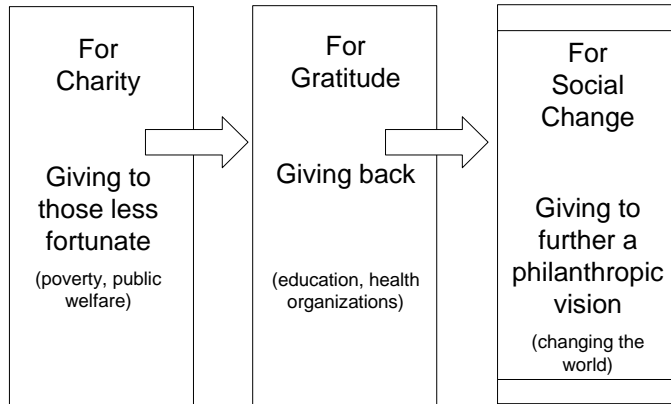 For
Charity
Giving to
those less
fortunate
(poverty, public
welfare)
For
Gratitude
Giving back
(education, health
organizations)
For
Social
Change
Giving to
further a
philanthropic
vision
(changing the
world)